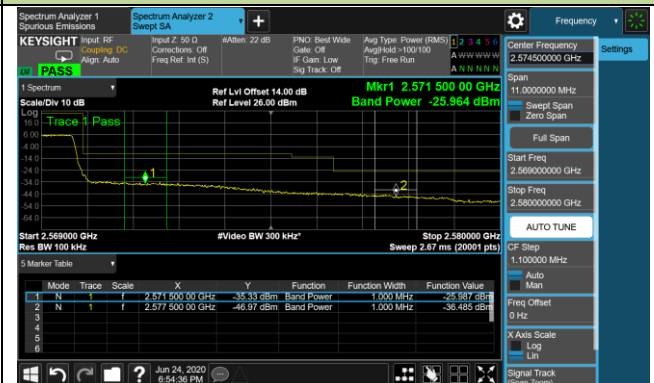 Spectrum Analyzer 1
Spurious Emissions
Spectrum Analyzer 2
Swept SA
+
Frequency
KEYSIGHT
Input: RF
Coupling: DC
Align: Auto
Input Z: 50 Ω
Corrections: Off
Freq Ref: Int (S)
#Atten: 22 dB
PNO: Best Wide
Gate: Off
IF Gain: Low
Sig Track: Off
Avg Type: Power (RMS)
Avg|Hold:>100/100
Trig: Free Run
1 2 3 4 5 6
A W W W W W
A N N N N N
LV PASS
1 Spectrum
Scale/Div 10 dB
Ref Lvl Offset 14.00 dB
Ref Level 26.00 dBm
Mkr1 2.571 500 00 GHz
Band Power -25.964 dBm
Log
Trace 1 Pass
16.0
6.00
-4.00
-14.0
-24.0
-34.0
-44.0
-54.0
-64.0
1
2
Start 2.569000 GHz
Res BW 100 kHz
#Video BW 300 kHz*
Stop 2.580000 GHz
Sweep 2.67 ms (20001 pts)
5 Marker Table
Mode Trace Scale X Y Function Function Width Function Value
1 N 1 f 2.571 500 00 GHz -35.33 dBm Band Power 1.000 MHz -25.987 dBm
2 N 1 f 2.577 500 00 GHz -46.97 dBm Band Power 1.000 MHz -36.485 dBm
3
4
5
6
Jun 24, 2020
6:54:36 PM
Center Frequency
2.574500000 GHz
Settings
Span
11.0000000 MHz
Swept Span
Zero Span
Full Span
Start Freq
2.569000000 GHz
Stop Freq
2.580000000 GHz
AUTO TUNE
CF Step
1.100000 MHz
Auto
Man
Freq Offset
0 Hz
X Axis Scale
Log
Lin
Signal Track
(Span Zoom)